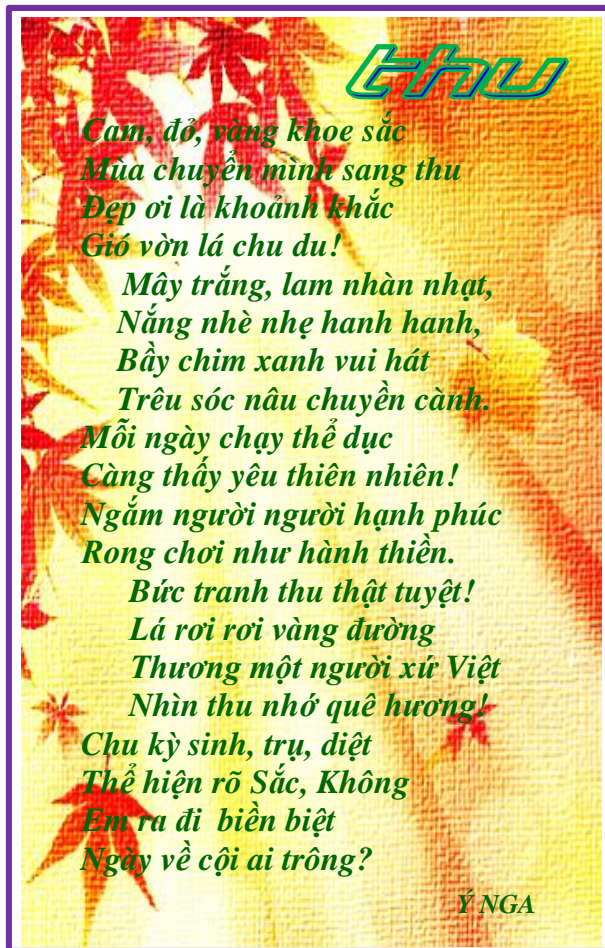 thu
Cam, đỏ, vàng khoe sắc
Mùa chuyển mình sang thu
Đẹp ơi là khoảnh khắc
Gió vờn lá chu du!
Mây trắng, lam nhàn nhạt,
Nắng nhè nhẹ hanh hanh,
Bầy chim xanh vui hát
Trêu sóc nâu chuyền cành.
Mỗi ngày chạy thể dục
Càng thấy yêu thiên nhiên!
Ngắm người người hạnh phúc
Rong chơi như hành thiền.
Bức tranh thu thật tuyệt!
Lá rơi rơi vàng đường
Thương một người xứ Việt
Nhìn thu nhớ quê hương!
Chu kỳ sinh, trụ, diệt
Thể hiện rõ Sắc, Không
Em ra đi biền biệt
Ngày về cội ai trông?
Ý NGA